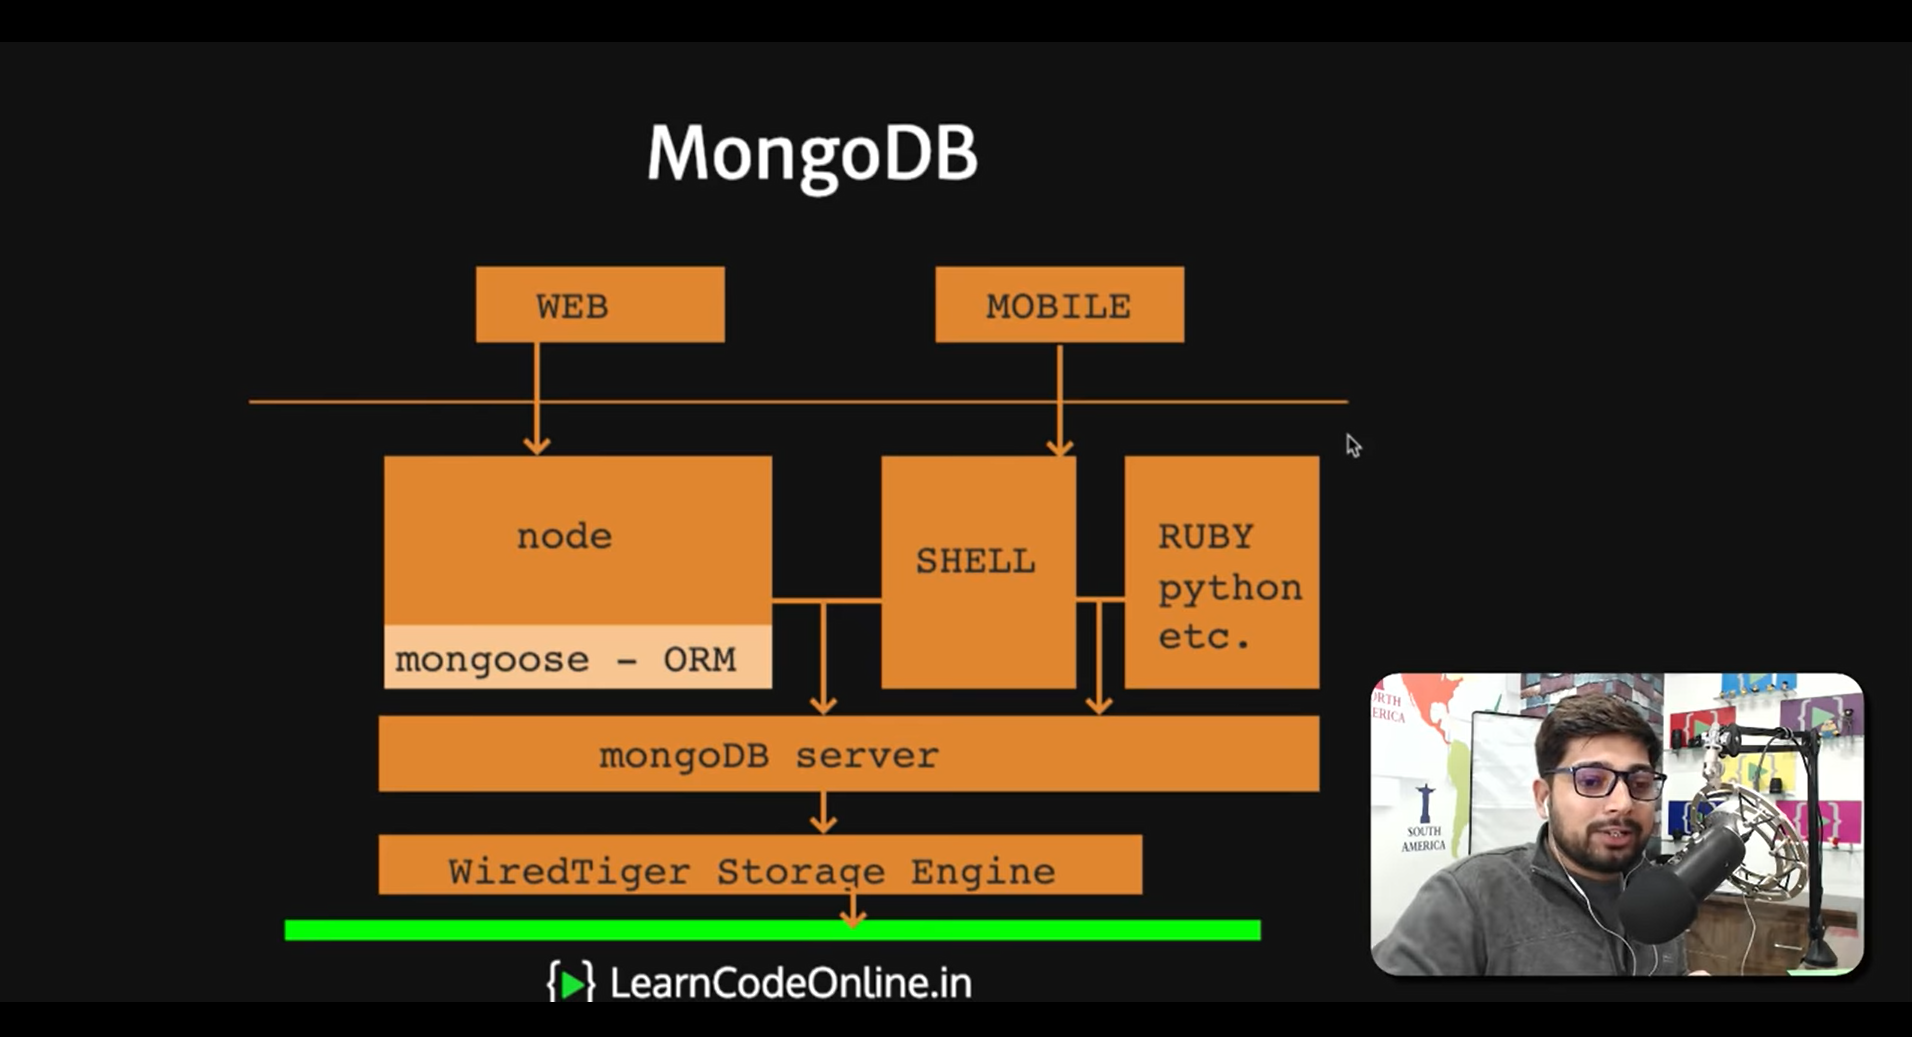 MongoDB
WEB
MOBILE
node
mongoose - ORM
SHELL
RUBY
python
etc.
mongoDB server
WiredTiger Storage Engine
{▶} LearnCodeOnline.in
ORTH
ERICA
SOUTH
AMERICA